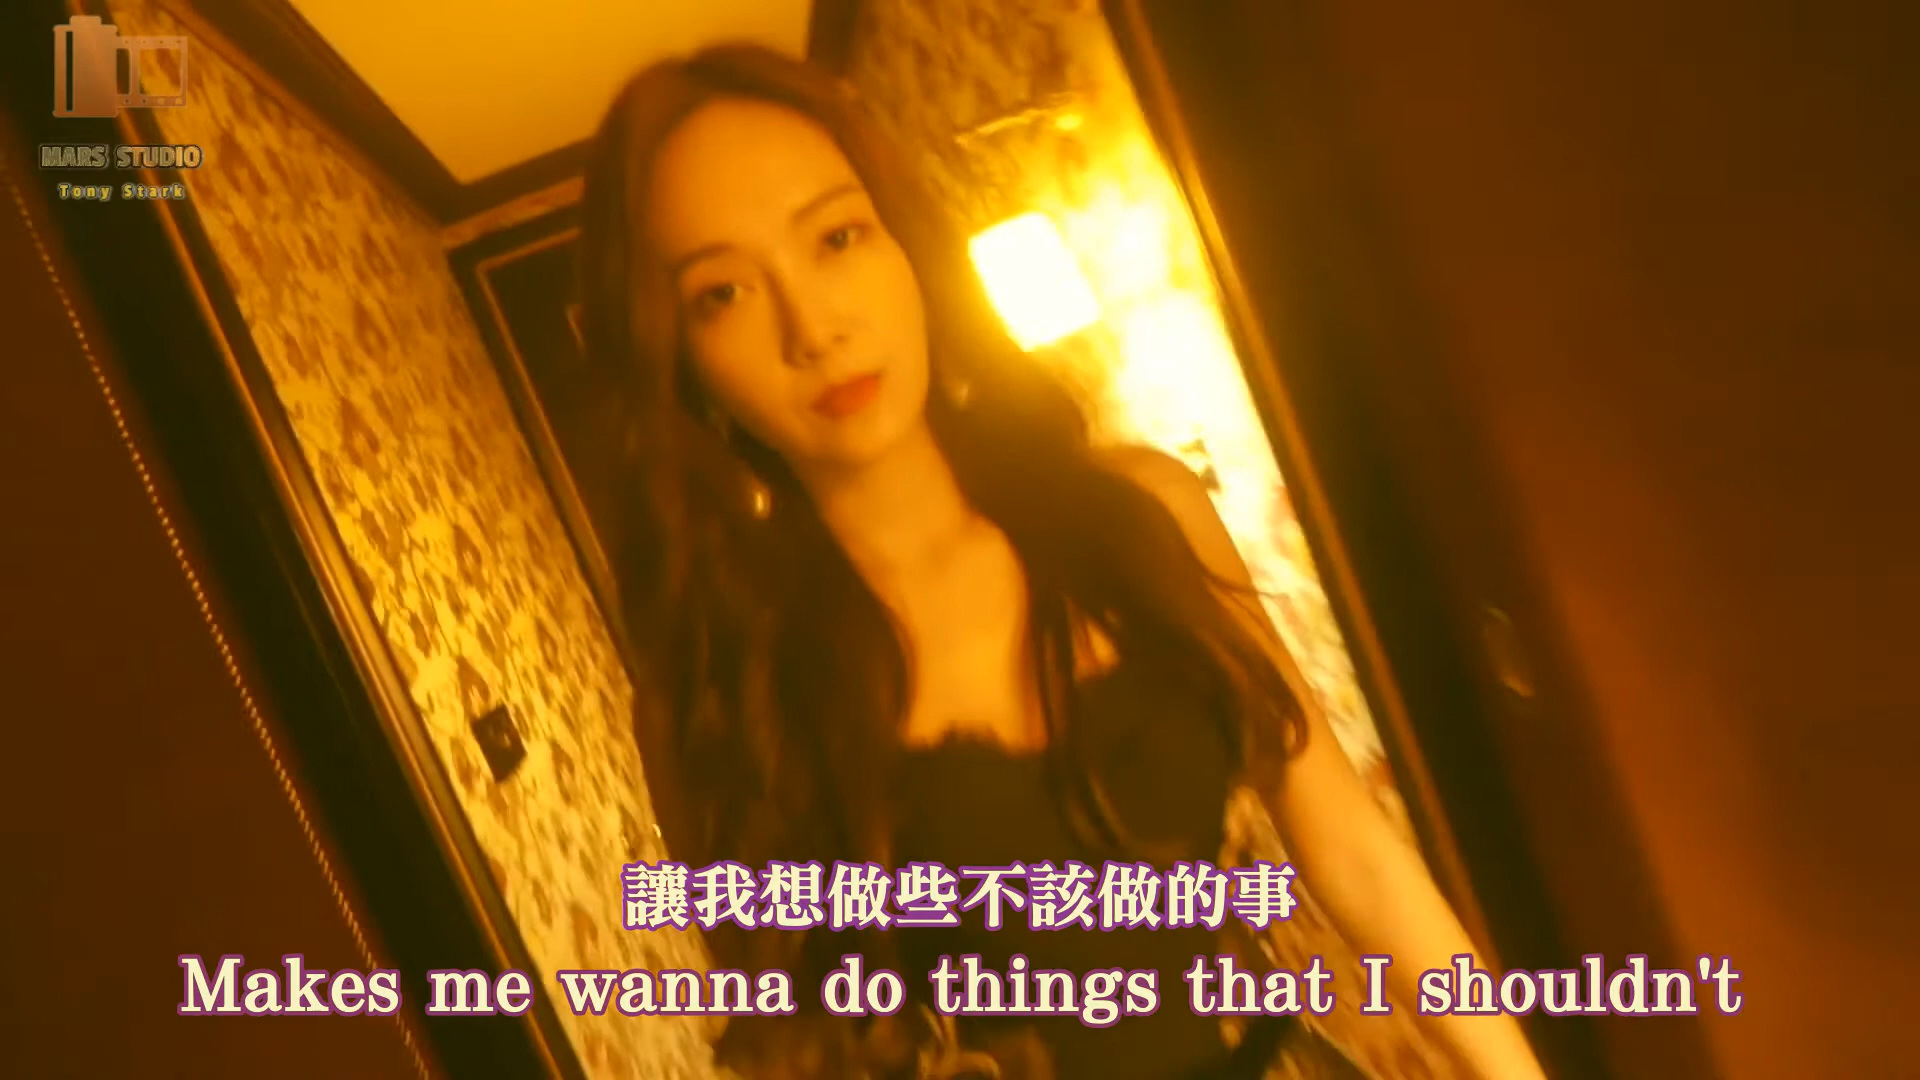 MARS STUDIO
Tony Stark
讓我想做些不該做的事
Makes me wanna do things that I shouldn't